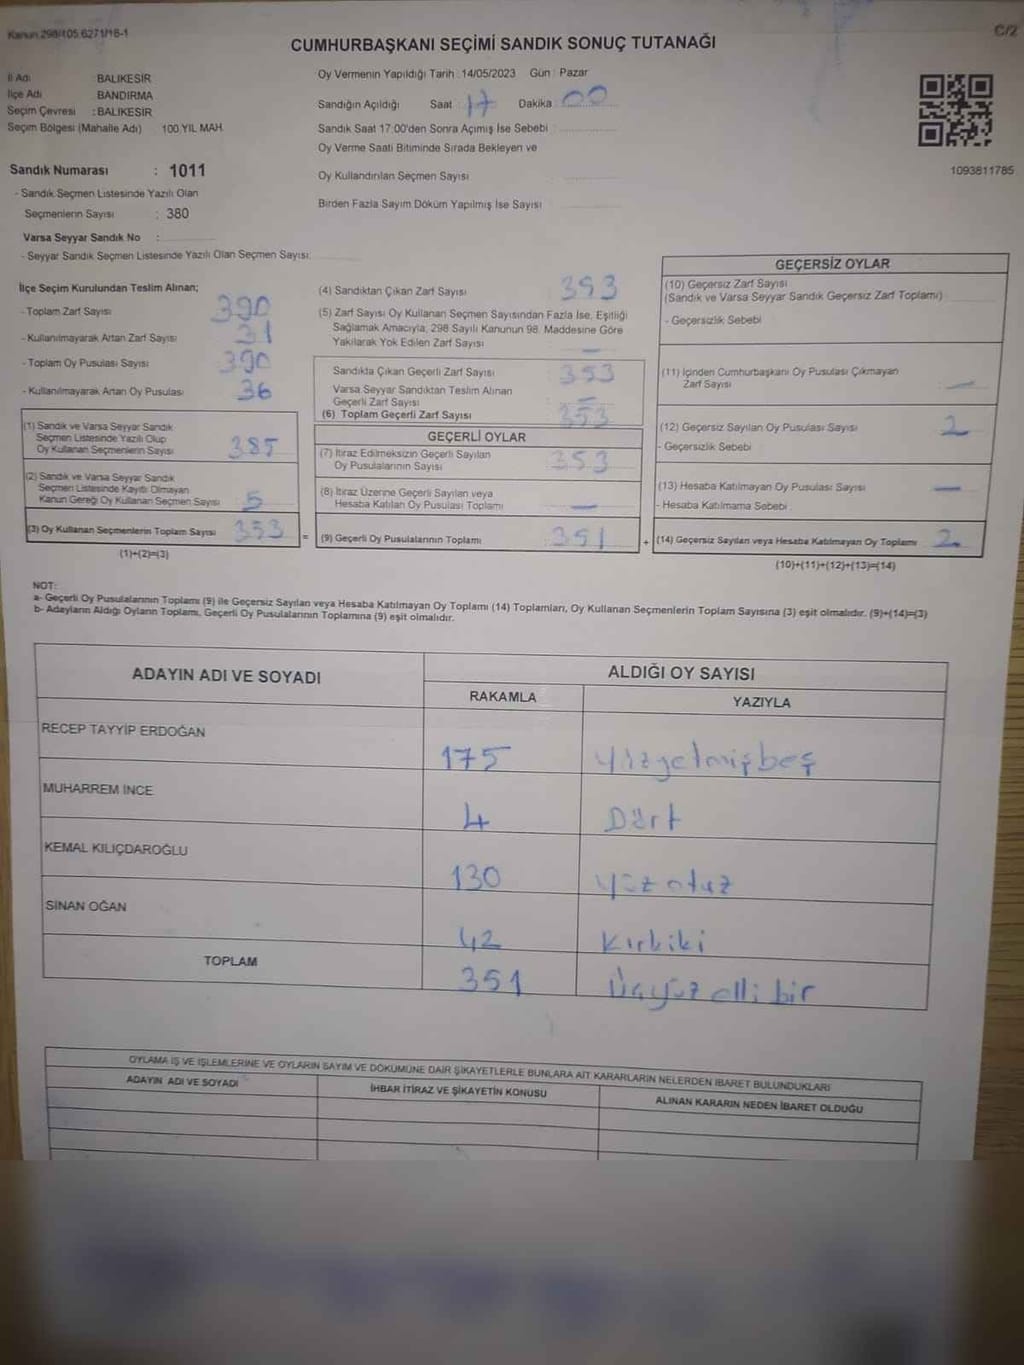 Kanun:298/105.6271/18-1
C/2
CUMHURBAŞKANI SEÇİMİ SANDIK SONUÇ TUTANAĞI
İl Adı : BALIKESİR
İlçe Adı : BANDIRMA
Seçim Çevresi : BALIKESİR
Seçim Bölgesi (Mahalle Adı) 100.YIL MAH.
Sandık Numarası : 1011
- Sandık Seçmen Listesinde Yazılı Olan
Seçmenlerin Sayısı : 380
Varsa Seyyar Sandık No :
- Seyyar Sandık Seçmen Listesinde Yazılı Olan Seçmen Sayısı:
Oy Vermenin Yapıldığı Tarih : 14/05/2023 Gün : Pazar
Sandığın Açıldığı Saat : 17 Dakika : 00
Sandık Saat 17.00'den Sonra Açımış İse Sebebi :
Oy Verme Saati Bitiminde Sırada Bekleyen ve
Oy Kullandırılan Seçmen Sayısı
Birden Fazla Sayım Döküm Yapılmış İse Sayısı :
1093811785
İlçe Seçim Kurulundan Teslim Alınan;
- Toplam Zarf Sayısı 390
- Kullanılmayarak Artan Zarf Sayısı 31
- Toplam Oy Pusulası Sayısı 390
- Kullanılmayarak Artan Oy Pusulası 36
(1) Sandık ve Varsa Seyyar Sandık
Seçmen Listesinde Yazılı Olup
Oy Kullanan Seçmenlerin Sayısı 385
(2) Sandık ve Varsa Seyyar Sandık
Seçmen Listesinde Kayıtlı Olmayan
Kanun Gereği Oy Kullanan Seçmen Sayısı 5
(3) Oy Kullanan Seçmenlerin Toplam Sayısı 353
(1)+(2)=(3)
(4) Sandıktan Çıkan Zarf Sayısı : 353
(5) Zarf Sayısı Oy Kullanan Seçmen Sayısından Fazla İse, Eşitliği
Sağlamak Amacıyla, 298 Sayılı Kanunun 98. Maddesine Göre
Yakılarak Yok Edilen Zarf Sayısı : —
Sandıkta Çıkan Geçerli Zarf Sayısı : 353
Varsa Seyyar Sandıktan Teslim Alınan
Geçerli Zarf Sayısı : —
(6) Toplam Geçerli Zarf Sayısı : 353
GEÇERLİ OYLAR
(7) İtiraz Edilmeksizin Geçerli Sayılan
Oy Pusulalarının Sayısı : 353
(8) İtiraz Üzerine Geçerli Sayılan veya
Hesaba Katılan Oy Pusulası Toplamı : —
= (9) Geçerli Oy Pusulalarının Toplamı : 351
GEÇERSİZ OYLAR
(10) Geçersiz Zarf Sayısı
(Sandık ve Varsa Seyyar Sandık Geçersiz Zarf Toplamı) :
- Geçersizlik Sebebi :
(11) İçinden Cumhurbaşkanı Oy Pusulası Çıkmayan
Zarf Sayısı : —
(12) Geçersiz Sayılan Oy Pusulası Sayısı : 2
- Geçersizlik Sebebi :
(13) Hesaba Katılmayan Oy Pusulası Sayısı : —
- Hesaba Katılmama Sebebi :
+ (14) Geçersiz Sayılan veya Hesaba Katılmayan Oy Toplamı : 2
(10)+(11)+(12)+(13)=(14)
NOT:
a- Geçerli Oy Pusulalarının Toplamı (9) ile Geçersiz Sayılan veya Hesaba Katılmayan Oy Toplamı (14) Toplamları, Oy Kullanan Seçmenlerin Toplam Sayısına (3) eşit olmalıdır. (9)+(14)=(3)
b- Adayların Aldığı Oyların Toplamı, Geçerli Oy Pusulalarının Toplamına (9) eşit olmalıdır.
ADAYIN ADI VE SOYADI
ALDIĞI OY SAYISI
RAKAMLA YAZIYLA
RECEP TAYYİP ERDOĞAN 175 Yüzyetmişbeş
MUHARREM İNCE 4 Dört
KEMAL KILIÇDAROĞLU 130 Yüz otuz
SİNAN OĞAN 42 Kırkiki
TOPLAM 351 Üçyüz elli bir
OYLAMA İŞ VE İŞLEMLERİNE VE OYLARIN SAYIM VE DÖKÜMÜNE DAİR ŞİKAYETLERLE BUNLARA AİT KARARLARIN NELERDEN İBARET BULUNDUKLARI
ADAYIN ADI VE SOYADI İHBAR İTİRAZ VE ŞİKAYETİN KONUSU ALINAN KARARIN NEDEN İBARET OLDUĞU